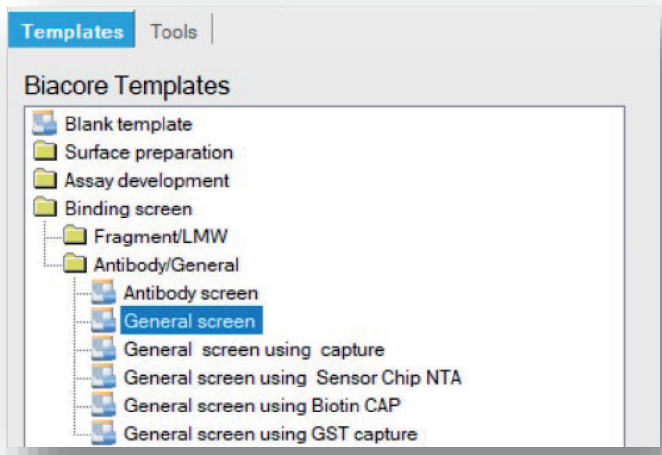 Templates Tools
Biacore Templates
Blank template
Surface preparation
Assay development
Binding screen
Fragment/LMW
Antibody/General
Antibody screen
General screen
General screen using capture
General screen using Sensor Chip NTA
General screen using Biotin CAP
General screen using GST capture